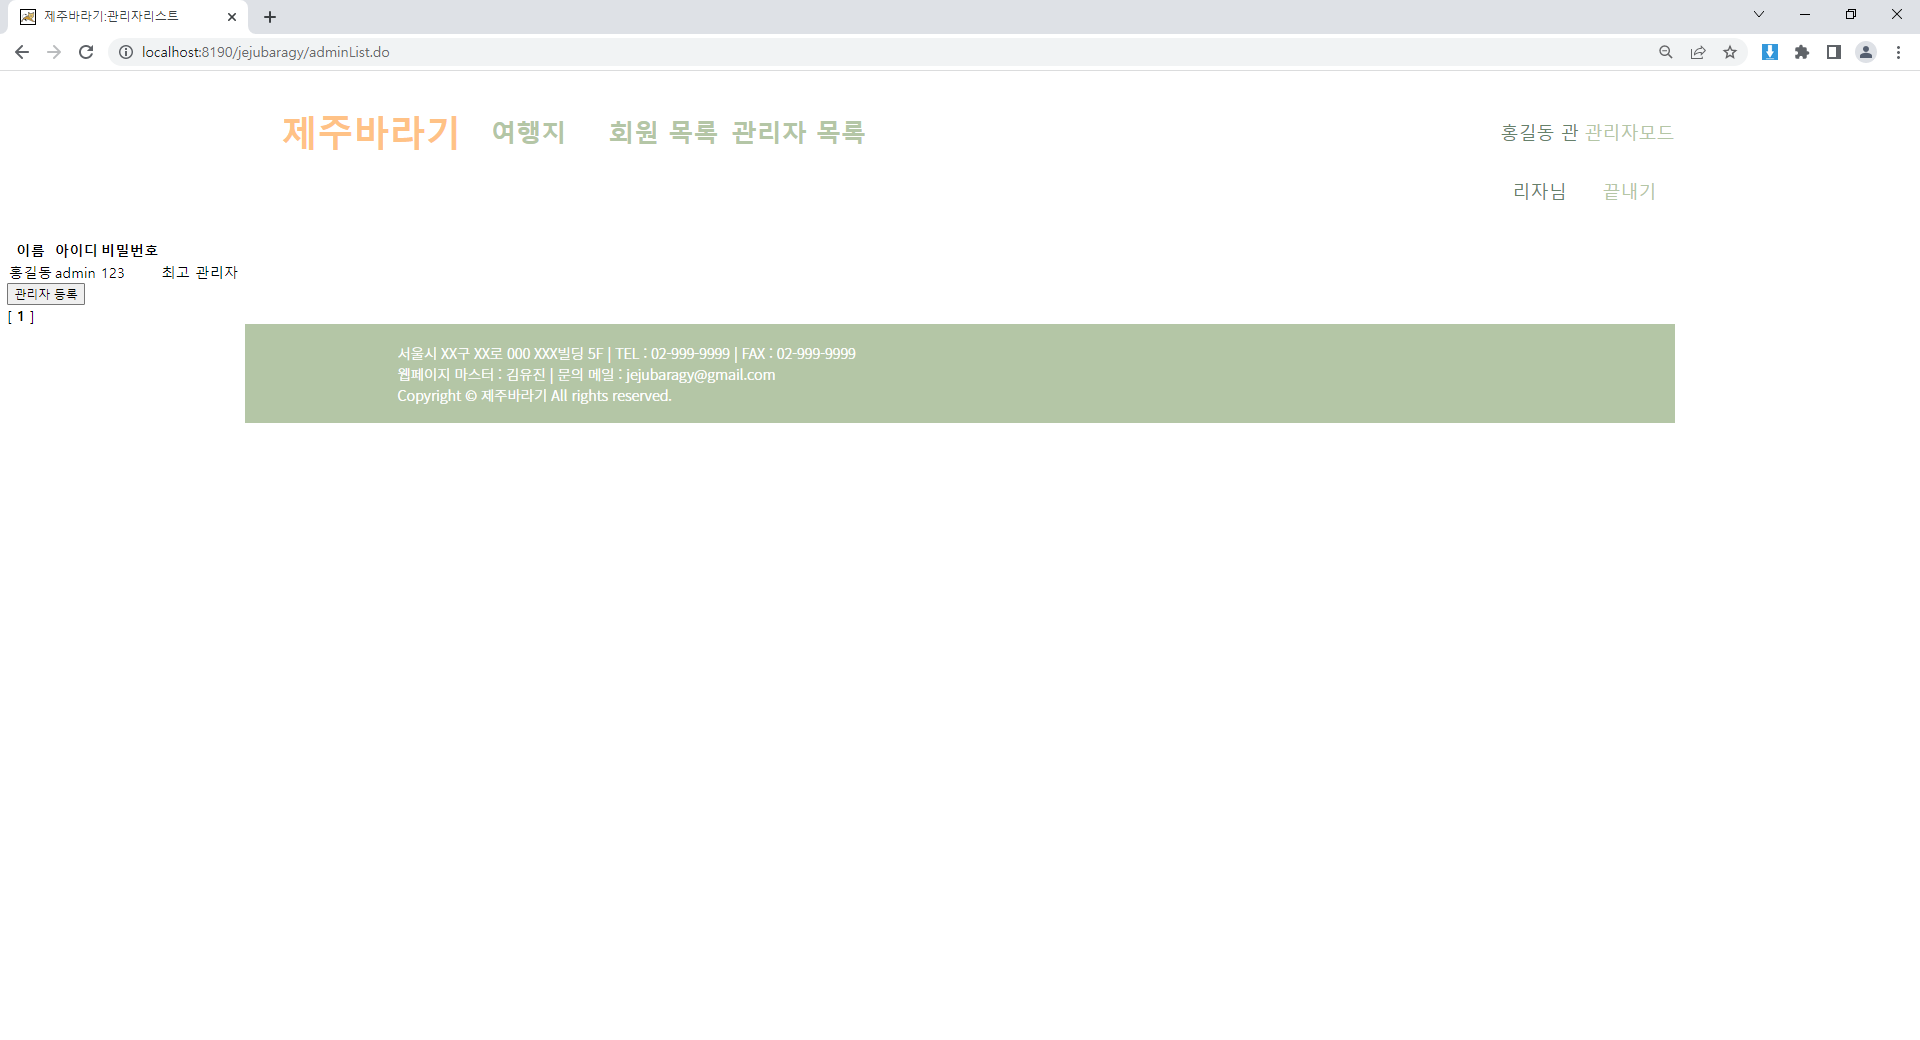 제주바라기:관리자리스트
localhost:8190/jejubaragy/adminList.do
제주바라기 여행지 회원 목록 관리자 목록 홍길동 관 관리자모드
리자님 끝내기
이름 아이디 비밀번호
홍길동 admin 123 최고 관리자
관리자 등록
[ 1 ]
서울시 XX구 XX로 000 XXX빌딩 5F | TEL : 02-999-9999 | FAX : 02-999-9999
웹페이지 마스터 : 김유진 | 문의 메일 : jejubaragy@gmail.com
Copyright © 제주바라기 All rights reserved.